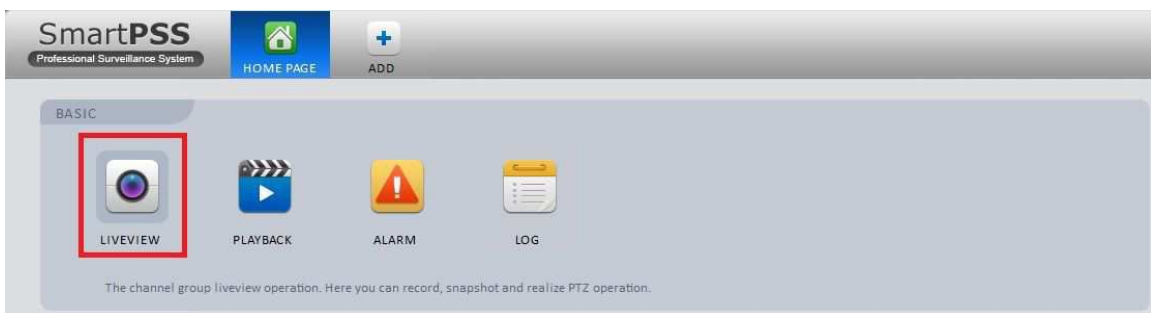 SmartPSS
Professional Surveillance System
HOME PAGE
ADD
BASIC
LIVEVIEW
PLAYBACK
ALARM
LOG
The channel group liveview operation. Here you can record, snapshot and realize PTZ operation.